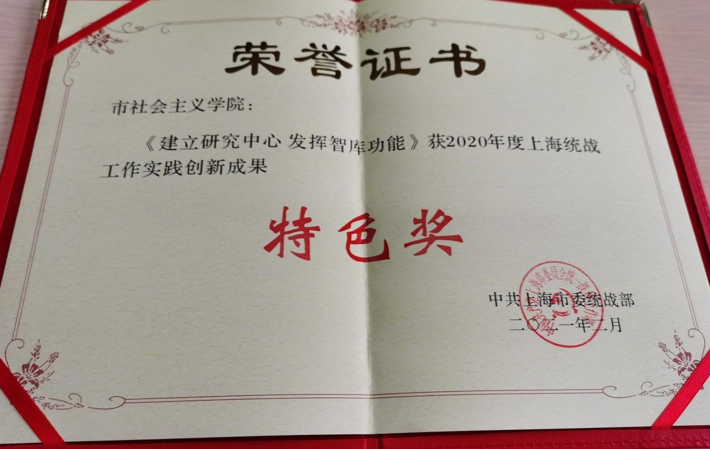 荣誉证书
市社会主义学院：
《建立研究中心 发挥智库功能》获2020年度上海统战
工作实践创新成果
特色奖
中共上海市委统战部
二〇二一年二月